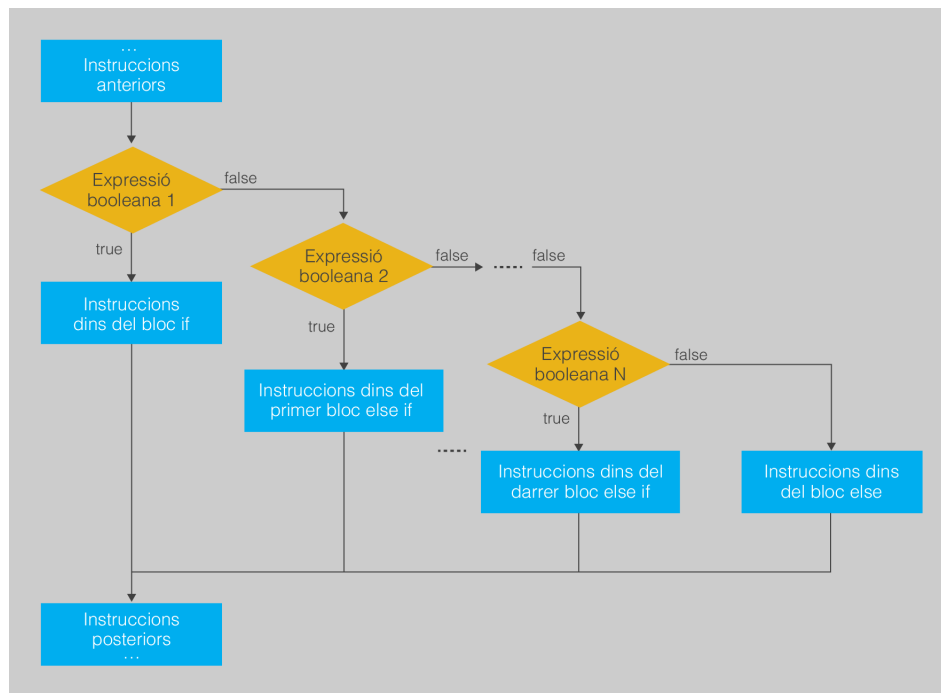 ...
Instruccions
anteriors
Expressió
booleana 1
false
true
Instruccions
dins del bloc if
Expressió
booleana 2
false
false
true
Instruccions dins del
primer bloc else if
Expressió
booleana N
false
true
Instruccions dins del
darrer bloc else if
Instruccions dins
del bloc else
Instruccions
posteriors
...